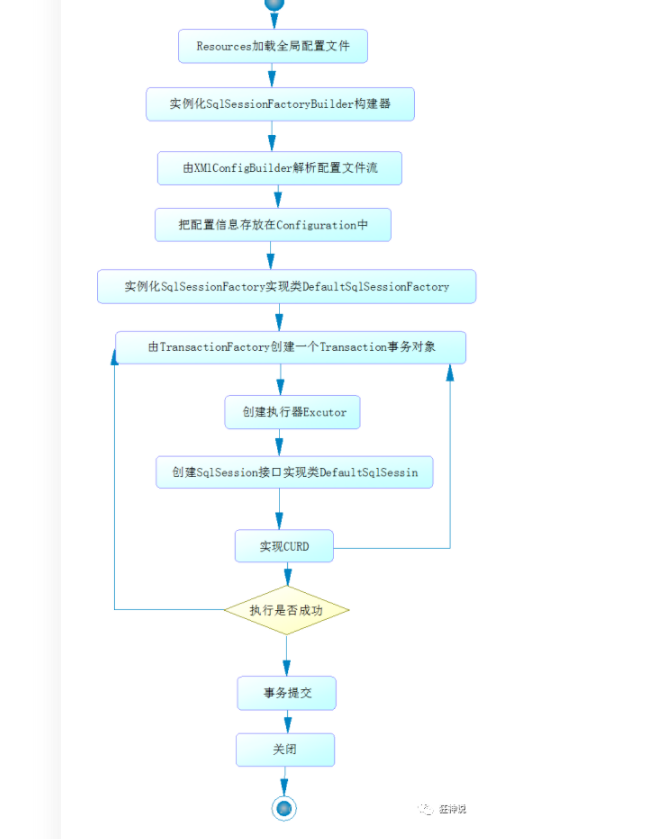 Resources加载全局配置文件
实例化SqlSessionFactoryBuilder构建器
由XMlConfigBuilder解析配置文件流
把配置信息存放在Configuration中
实例化SqlSessionFactory实现类DefaultSqlSessionFactory
由TransactionFactory创建一个Transaction事务对象
创建执行器Excutor
创建SqlSession接口实现类DefaultSqlSessin
实现CURD
执行是否成功
事务提交
关闭
狂神说